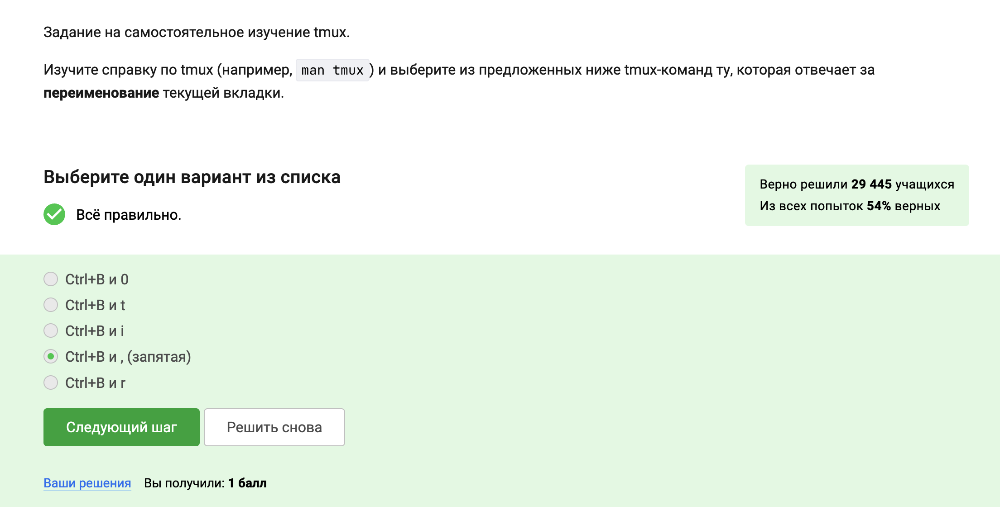 Задание на самостоятельное изучение tmux.
Изучите справку по tmux (например, man tmux) и выберите из предложенных ниже tmux-команд ту, которая отвечает за
переименование текущей вкладки.
Выберите один вариант из списка
Всё правильно.
Верно решили 29 445 учащихся
Из всех попыток 54% верных
Ctrl+B и 0
Ctrl+B и t
Ctrl+B и i
Ctrl+B и , (запятая)
Ctrl+B и r
Следующий шаг
Решить снова
Ваши решения Вы получили: 1 балл